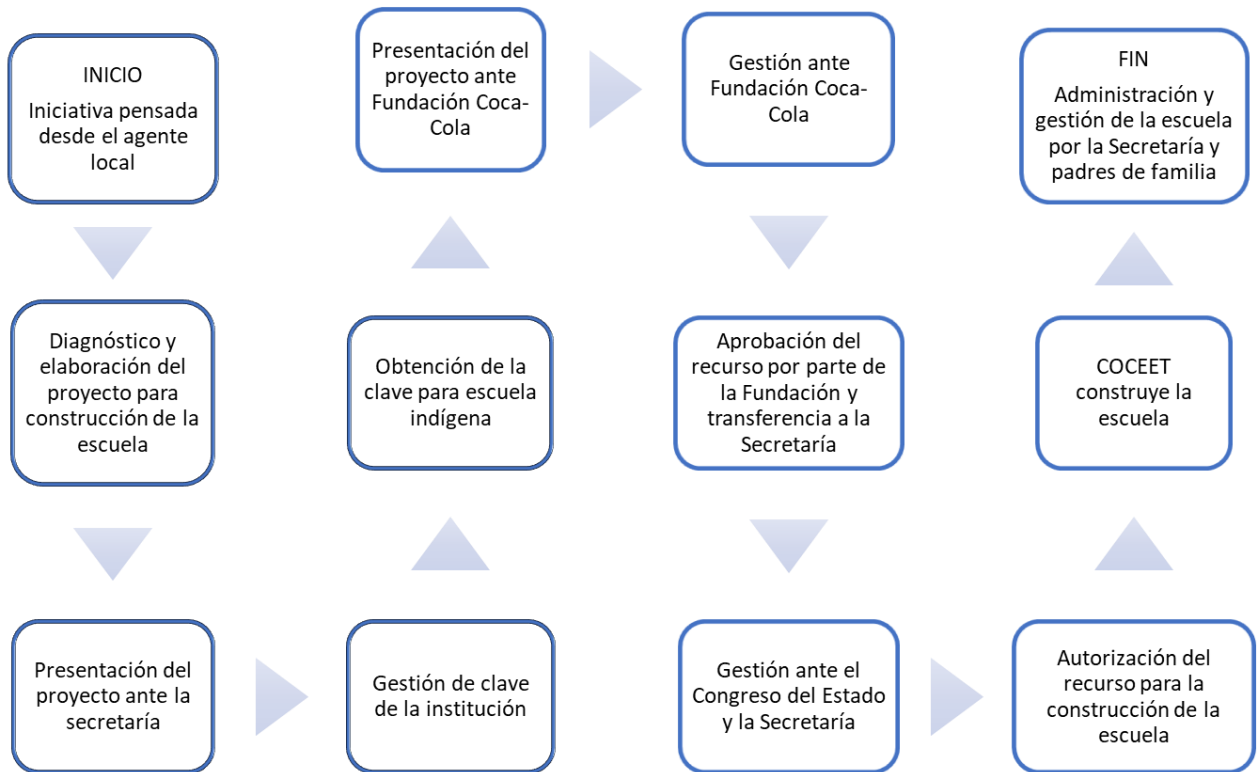 INICIO
Iniciativa pensada
desde el agente
local
Diagnóstico y
elaboración del
proyecto para
construcción de la
escuela
Presentación del
proyecto ante la
secretaría
Gestión de clave
de la institución
Obtención de la
clave para escuela
indígena
Presentación del
proyecto ante
Fundación Coca-
Cola
Gestión ante
Fundación Coca-
Cola
Aprobación del
recurso por parte de
la Fundación y
transferencia a la
Secretaría
Gestión ante el
Congreso del Estado
y la Secretaría
Autorización del
recurso para la
construcción de la
escuela
COCEET
construye la
escuela
FIN
Administración y
gestión de la escuela
por la Secretaría y
padres de familia